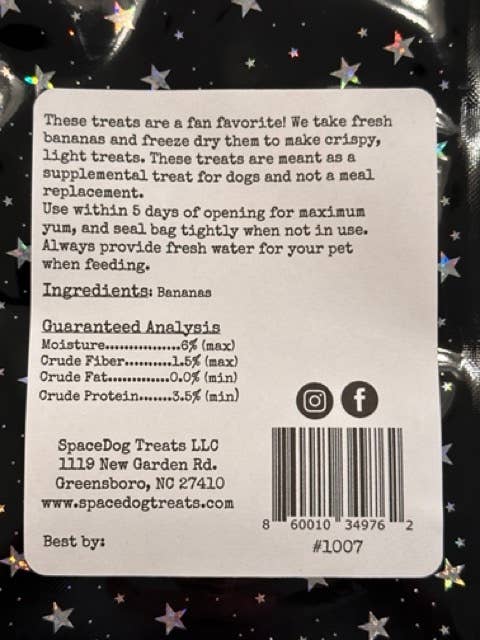 These treats are a fan favorite! We take fresh
bananas and freeze dry them to make crispy,
light treats. These treats are meant as a
supplemental treat for dogs and not a meal
replacement.
Use within 5 days of opening for maximum
yum, and seal bag tightly when not in use.
Always provide fresh water for your pet
when feeding.
Ingredients: Bananas
Guaranteed Analysis
Moisture.................6% (max)
Crude Fiber..........1.5% (max)
Crude Fat.............0.0% (min)
Crude Protein.......3.5% (min)
SpaceDog Treats LLC
1119 New Garden Rd.
Greensboro, NC 27410
www.spacedogtreats.com
Best by:
f
8 60010 34976 2
#1007